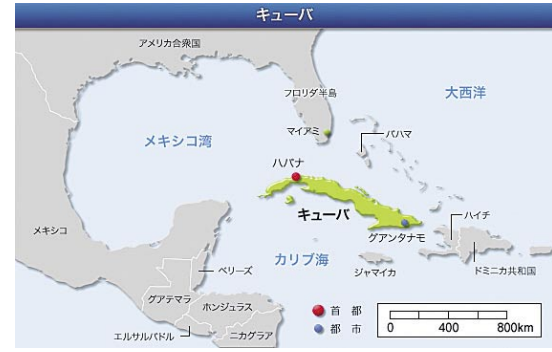 キューバ
アメリカ合衆国
フロリダ半島
大西洋
マイアミ
バハマ
メキシコ湾
ハバナ
キューバ
ハイチ
メキシコ
グアンタナモ
カリブ海
ベリーズ
ジャマイカ
ドミニカ共和国
グアテマラ
ホンジュラス
首 都
エルサルバドル
ニカグラア
都 市
0 400 800km